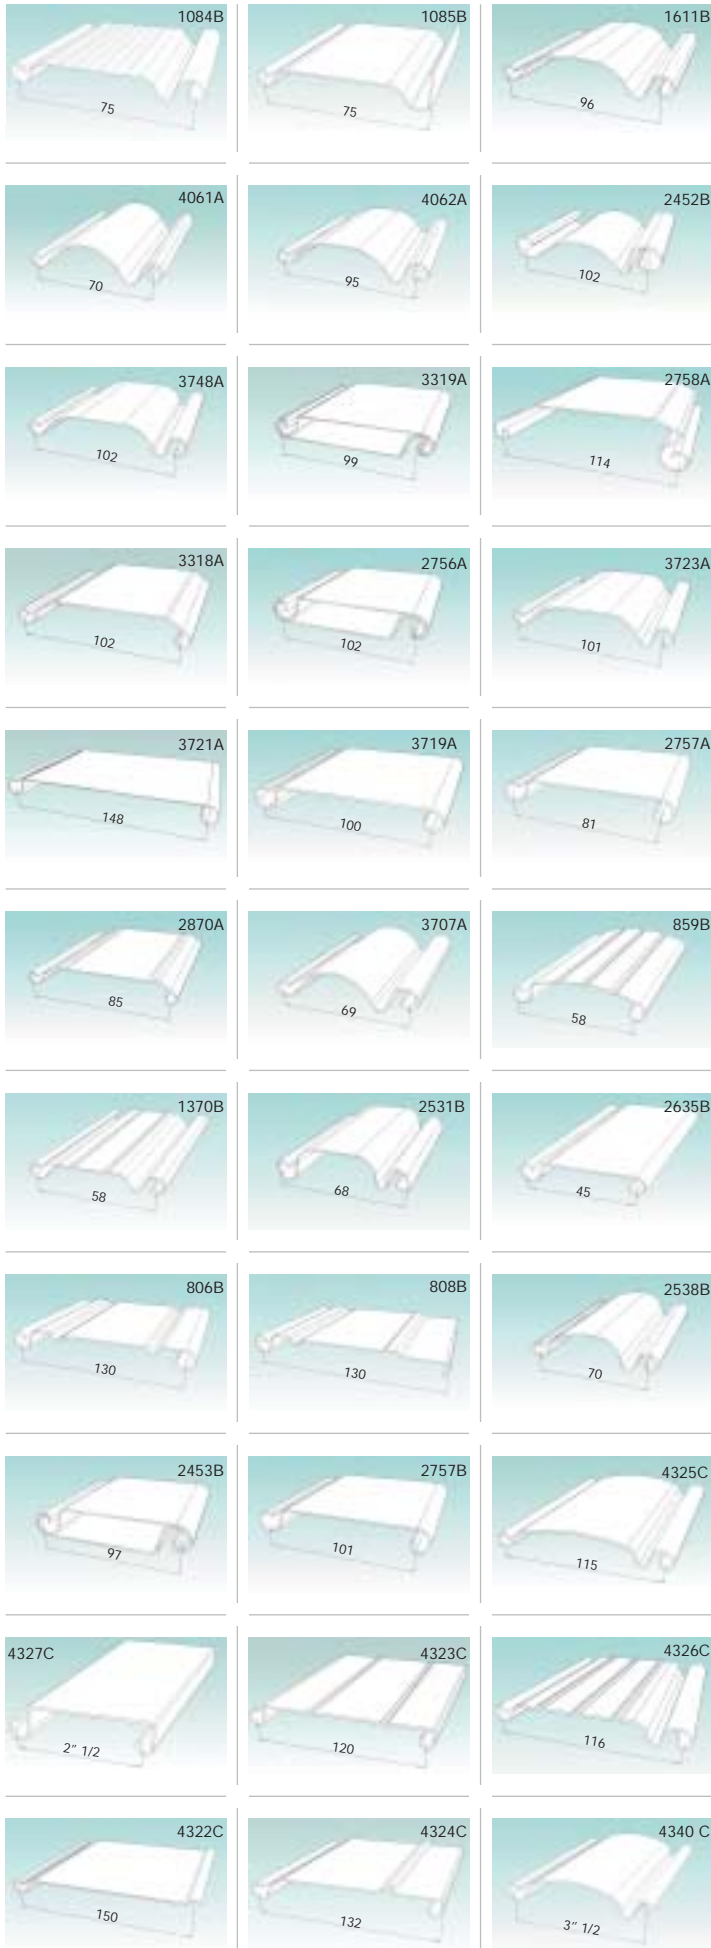 1084B
75
1085B
75
1611B
96
4061A
70
4062A
95
2452B
102
3748A
102
3319A
99
2758A
114
3318A
102
2756A
102
3723A
101
3721A
148
3719A
100
2757A
81
2870A
85
3707A
69
859B
58
1370B
58
2531B
68
2635B
45
806B
130
808B
130
2538B
70
2453B
97
2757B
101
4325C
115
4327C
2” 1/2
4323C
120
4326C
116
4322C
150
4324C
132
4340 C
3” 1/2